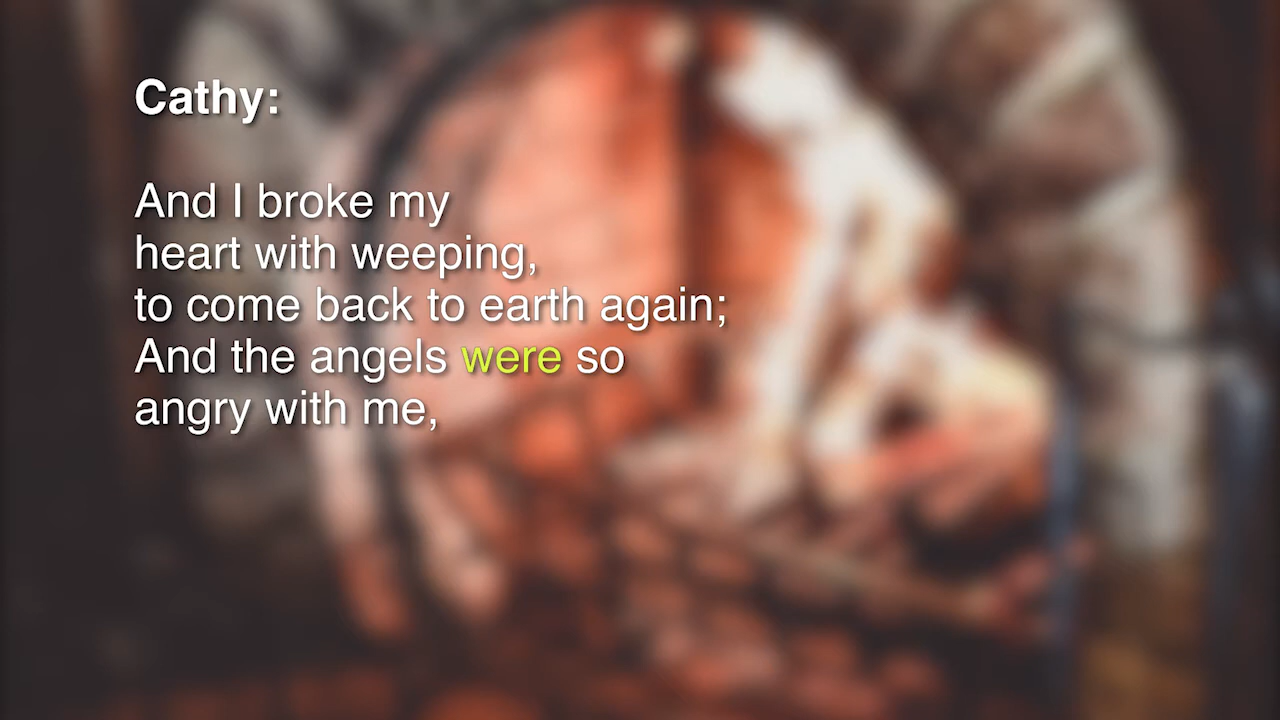 Cathy:
And I broke my
heart with weeping,
to come back to earth again;
And the angels were so
angry with me,